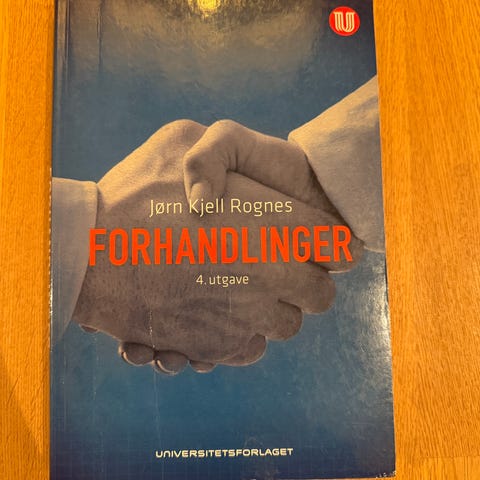 U
Jørn Kjell Rognes
FORHANDLINGER
4. utgave
UNIVERSITETSFORLAGET